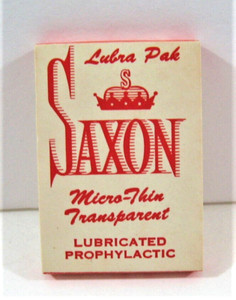 Lubra Pak
S
SAXON
Micro-Thin
Transparent
LUBRICATED
PROPHYLACTIC